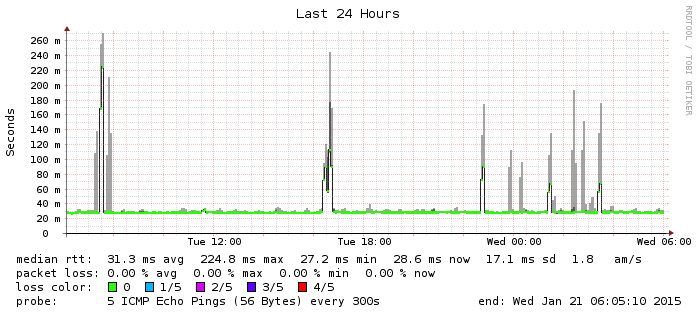 Last 24 Hours
RRDTOOL / TOBI OETIKER
Seconds
260 m
240 m
220 m
200 m
180 m
160 m
140 m
120 m
100 m
80 m
60 m
40 m
20 m
0
Tue 12:00 Tue 18:00 Wed 00:00 Wed 06:00
median rtt: 31.3 ms avg 224.8 ms max 27.2 ms min 28.6 ms now 17.1 ms sd 1.8 am/s
packet loss: 0.00 % avg 0.00 % max 0.00 % min 0.00 % now
loss color: 0 1/5 2/5 3/5 4/5
probe: 5 ICMP Echo Pings (56 Bytes) every 300s end: Wed Jan 21 06:05:10 2015